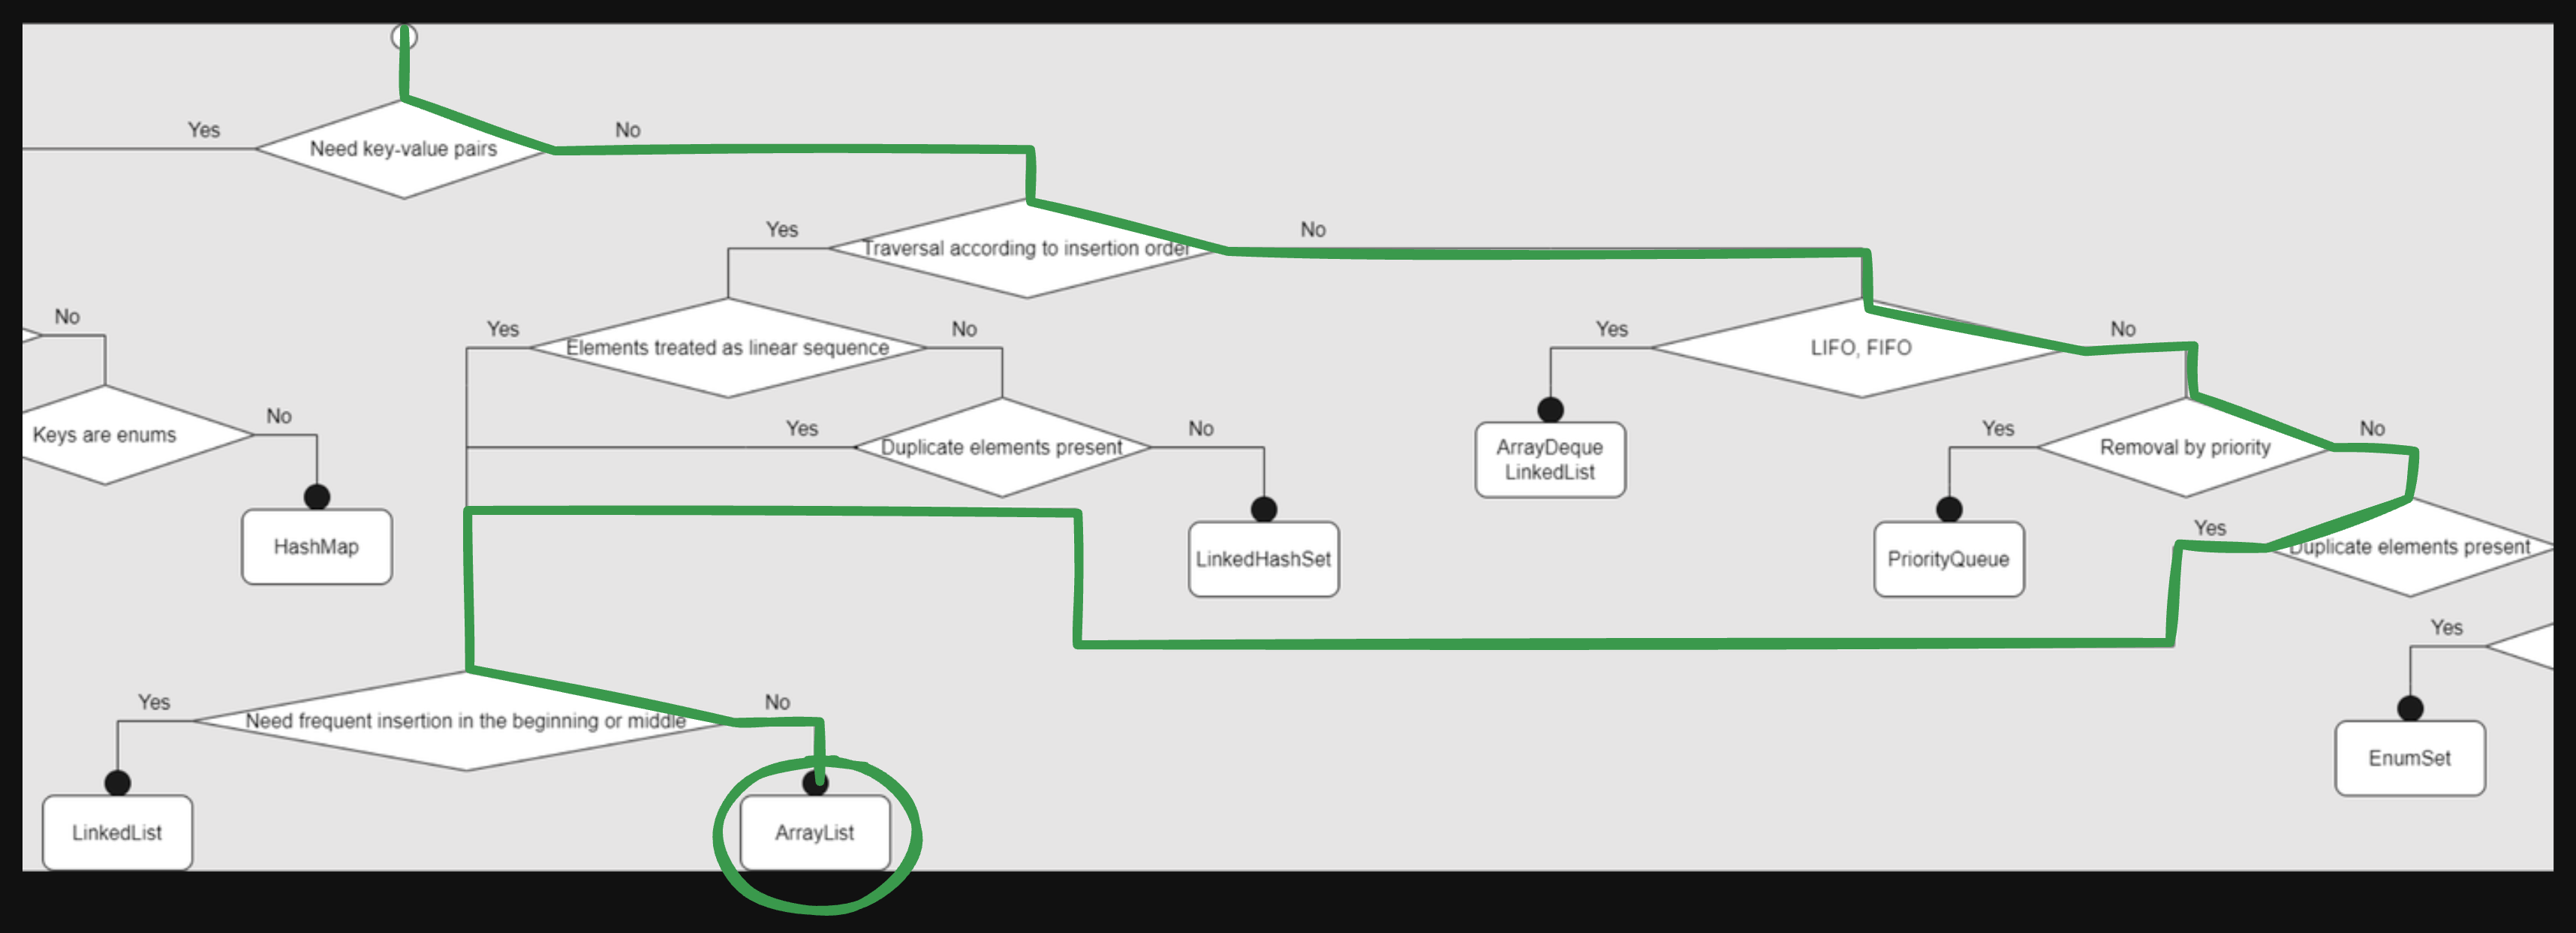 Yes
Need key-value pairs
No
Yes
Traversal according to insertion order
No
No
Yes
Elements treated as linear sequence
No
Yes
LIFO, FIFO
No
Keys are enums
No
Yes
Duplicate elements present
No
ArrayDeque
LinkedList
Yes
Removal by priority
No
HashMap
LinkedHashSet
PriorityQueue
Yes
Duplicate elements present
Yes
Yes
Need frequent insertion in the beginning or middle
No
EnumSet
LinkedList
ArrayList